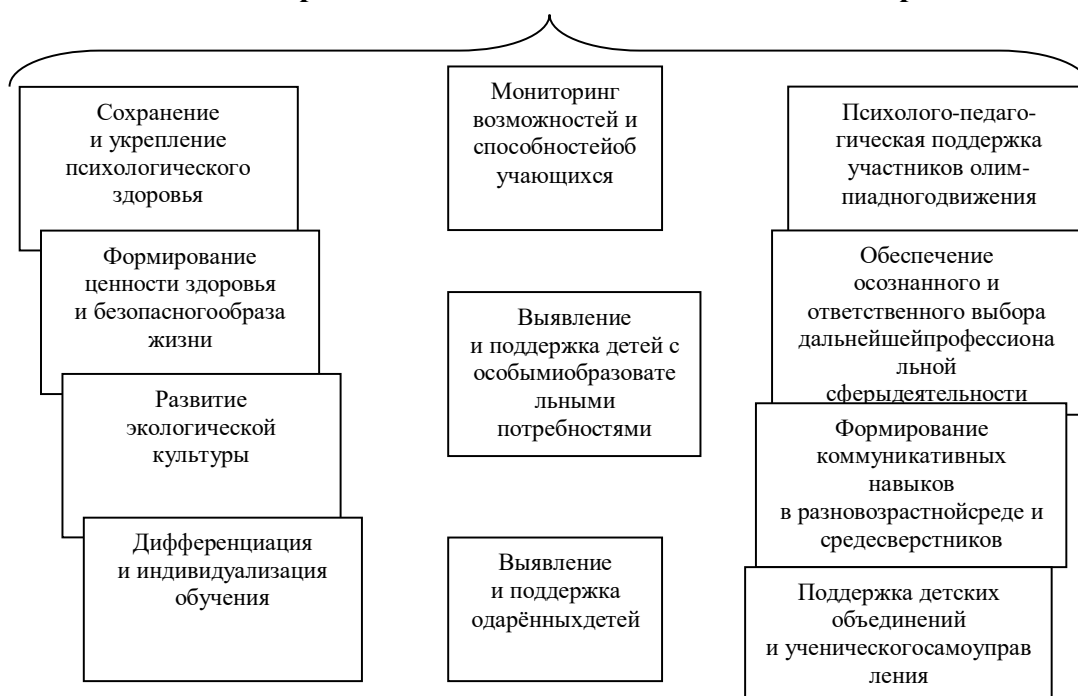 Сохранение
и укрепление
психологического
здоровья
Формирование
ценности здоровья
и безопасногообраза
жизни
Развитие
экологической
культуры
Дифференциация
и индивидуализация
обучения
Мониторинг
возможностей и
способностейоб
учающихся
Выявление
и поддержка детей с
особымиобразовате
льными
потребностями
Выявление
и поддержка
одарённыхдетей
Психолого-педаго-
гическая поддержка
участников олим-
пиадногодвижения
Обеспечение
осознанного и
ответственного выбора
дальнейшейпрофессиона
льной
сферыдеятельности
Формирование
коммуникативных
навыков
в разновозрастнойсреде и
средесверстников
Поддержка детских
объединений
и ученическогосамоуправ
ления